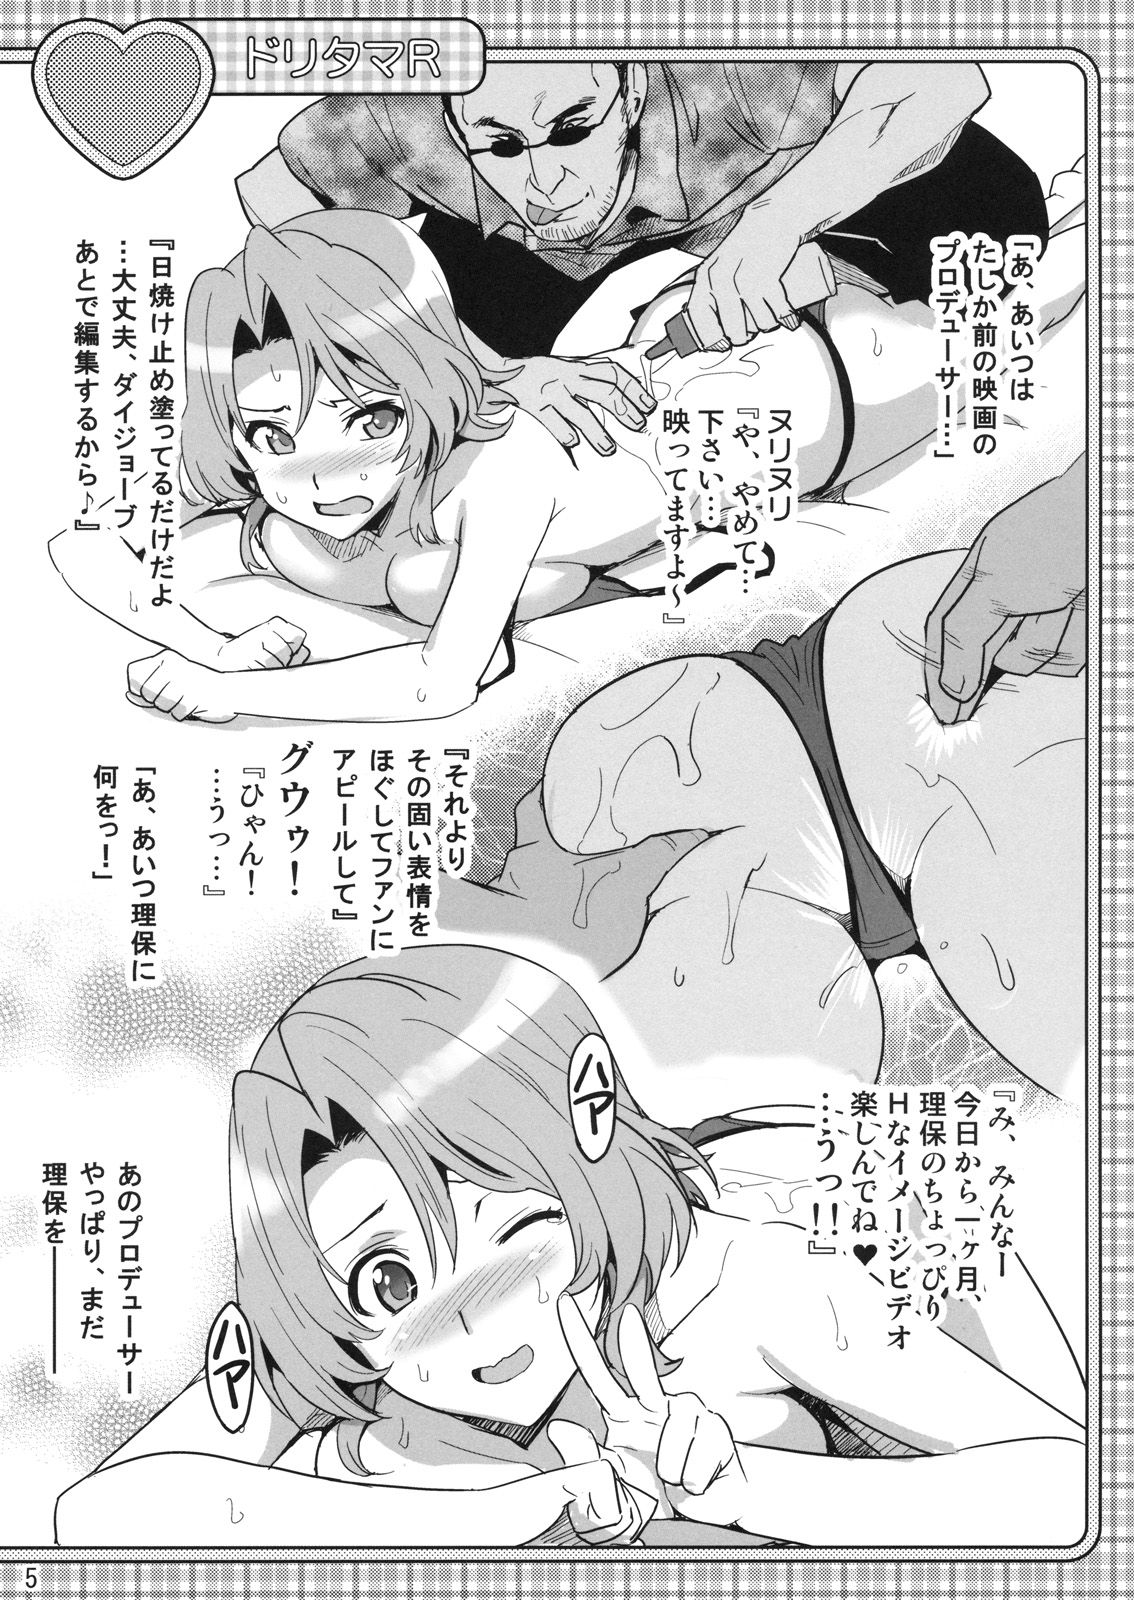 ドリタマR
「あ、あいつは
たしか前の映画の
プロデューサー…」
ヌリヌリ
『や、やめて…
下さい…
映ってますよ〜』
『日焼け止め塗ってるだけだよ
…大丈夫、ダイジョーブ
あとで編集するから♪』
『それより
その固い表情を
ほぐしてファンに
アピールして』
グウゥ！
『ひゃん！
…うっ…』
「あ、あいつ理保に
何をっ！」
ハァ
『み、みんなー
今日から一ヶ月、
理保のちょっぴり
Hなイメージビデオ
楽しんでね♥
…うっ!!』
ハァ
あのプロデューサー
やっぱり、まだ
理保を――
5